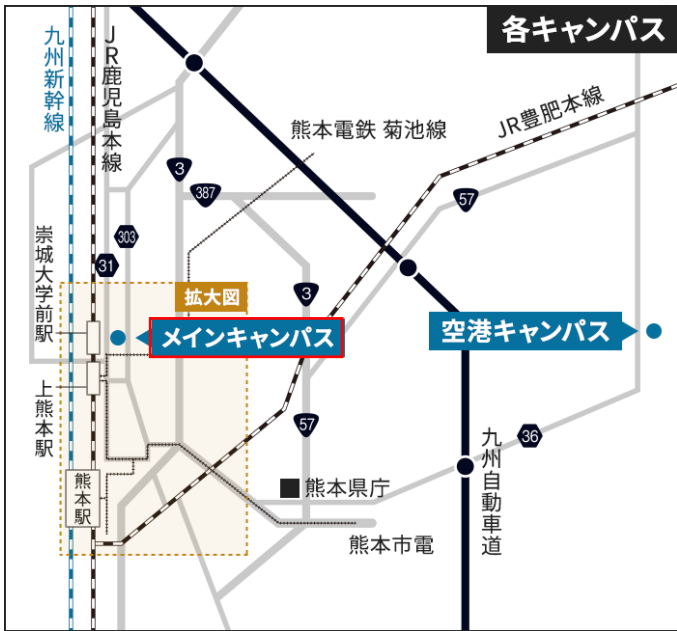 各キャンパス
九州新幹線
JR鹿児島本線
JR豊肥本線
熊本電鉄 菊池線
3
387
57
303
31
崇城大学前駅
拡大図
3
メインキャンパス
空港キャンパス
上熊本駅
57
36
九州自動車道
熊本駅
熊本県庁
熊本市電